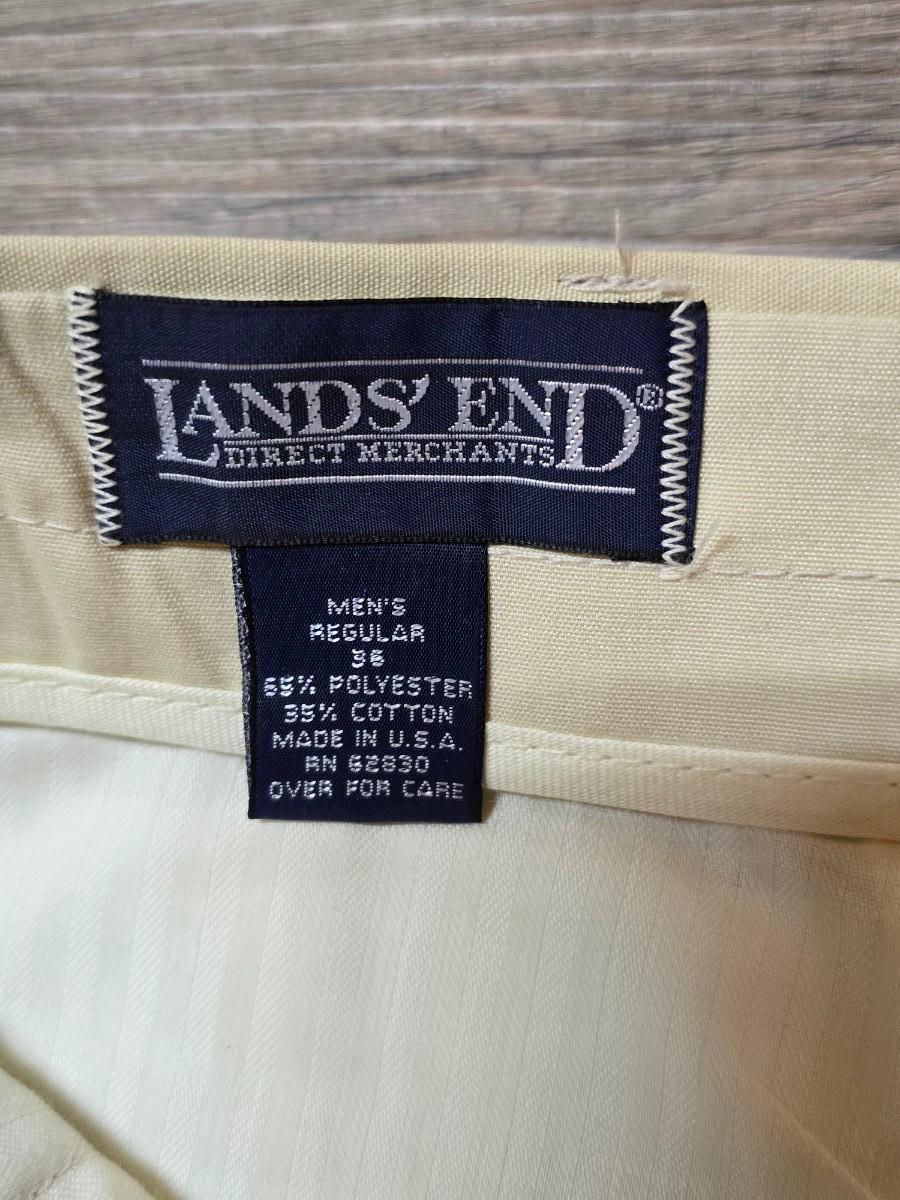 LANDS' END®
DIRECT MERCHANTS
MEN'S
REGULAR
36
65% POLYESTER
35% COTTON
MADE IN U.S.A.
RN 62830
OVER FOR CARE